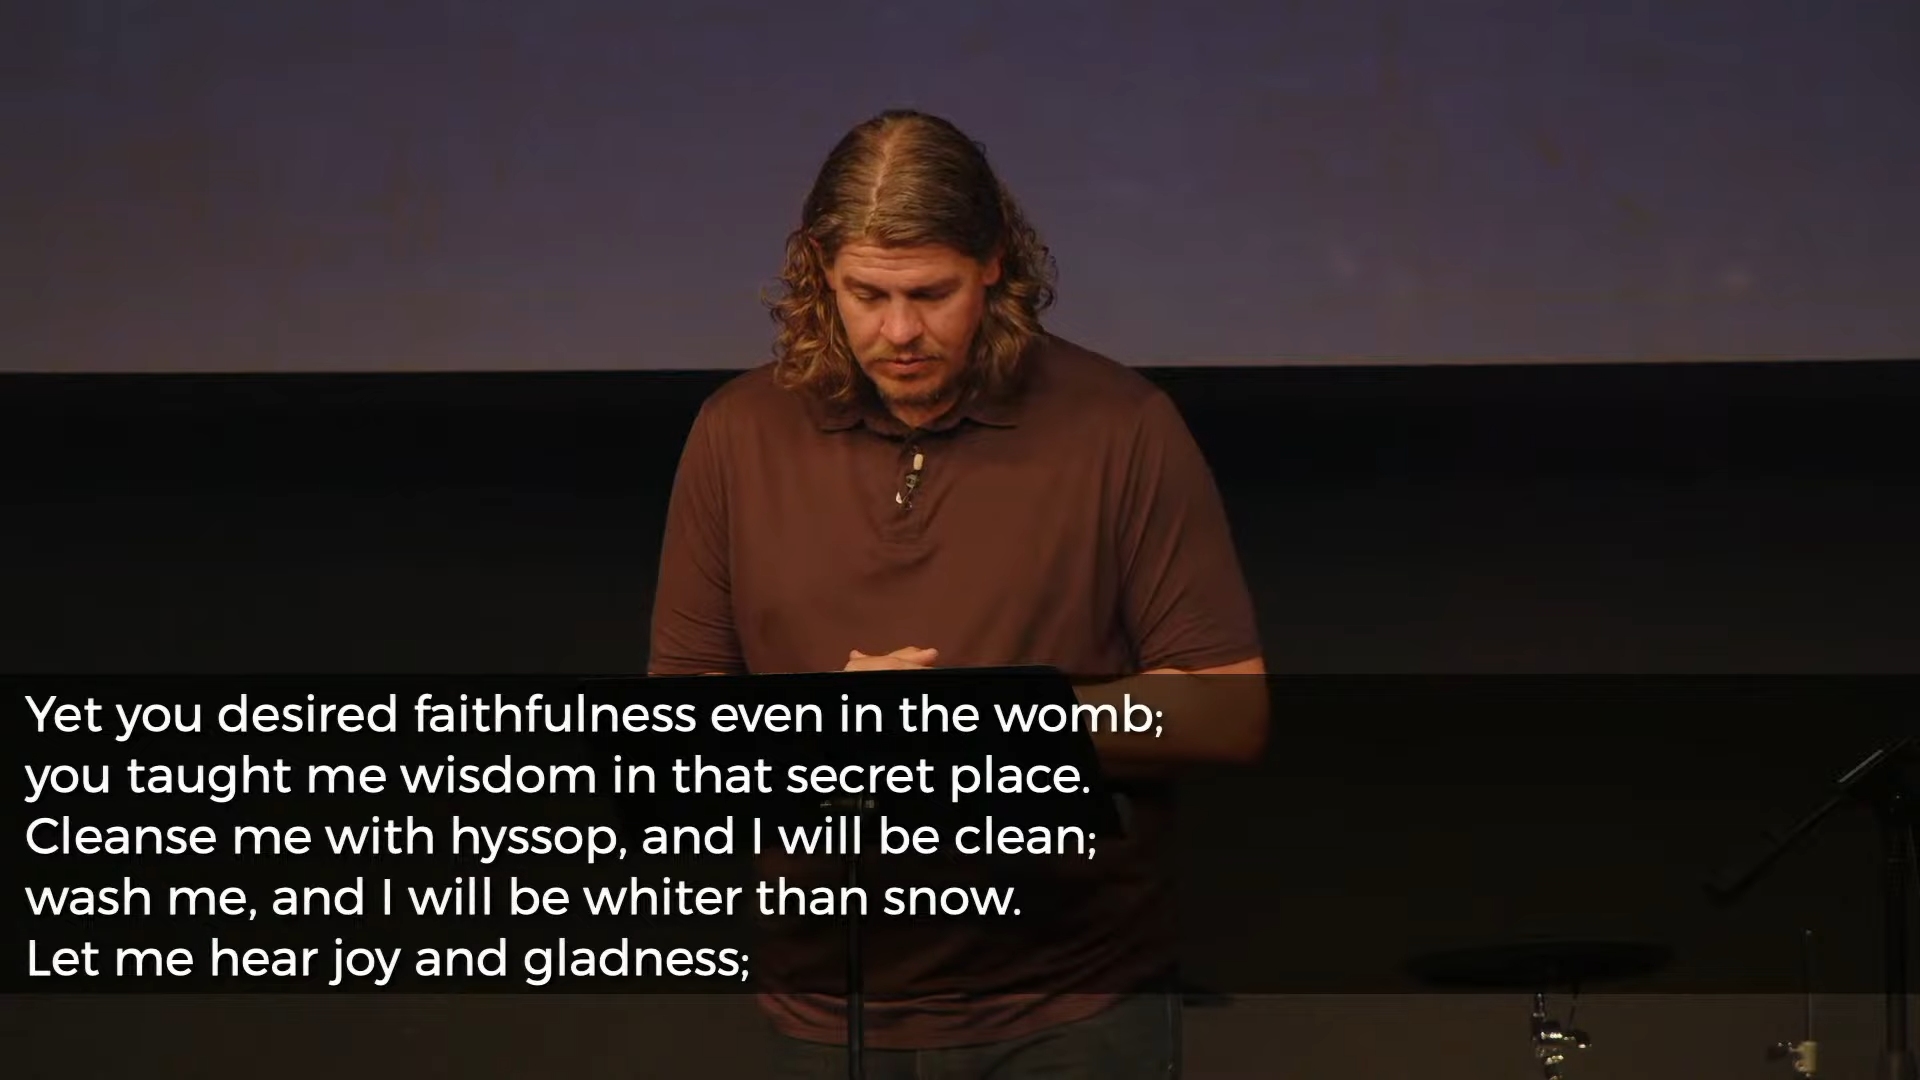 Yet you desired faithfulness even in the womb;
you taught me wisdom in that secret place.
Cleanse me with hyssop, and I will be clean;
wash me, and I will be whiter than snow.
Let me hear joy and gladness;